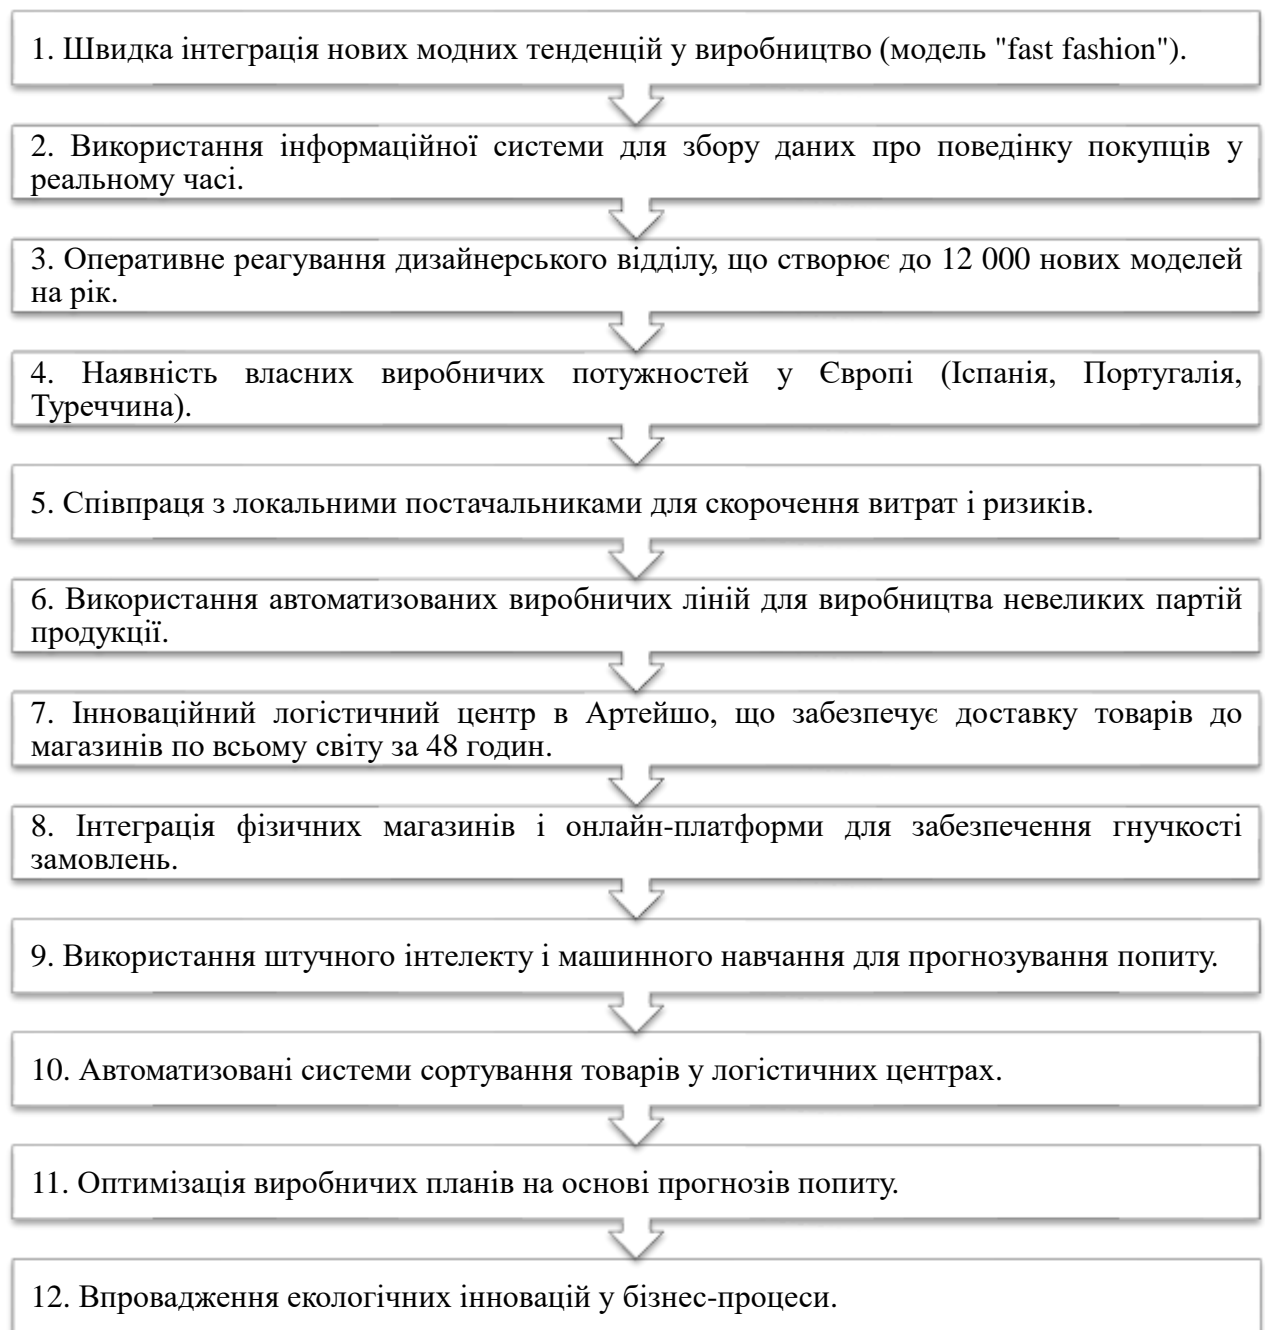 1. Швидка інтеграція нових модних тенденцій у виробництво (модель "fast fashion").
2. Використання інформаційної системи для збору даних про поведінку покупців у
реальному часі.
3. Оперативне реагування дизайнерського відділу, що створює до 12 000 нових моделей
на рік.
4. Наявність власних виробничих потужностей у Європі (Іспанія, Португалія,
Туреччина).
5. Співпраця з локальними постачальниками для скорочення витрат і ризиків.
6. Використання автоматизованих виробничих ліній для виробництва невеликих партій
продукції.
7. Інноваційний логістичний центр в Артейшо, що забезпечує доставку товарів до
магазинів по всьому світу за 48 годин.
8. Інтеграція фізичних магазинів і онлайн-платформи для забезпечення гнучкості
замовлень.
9. Використання штучного інтелекту і машинного навчання для прогнозування попиту.
10. Автоматизовані системи сортування товарів у логістичних центрах.
11. Оптимізація виробничих планів на основі прогнозів попиту.
12. Впровадження екологічних інновацій у бізнес-процеси.